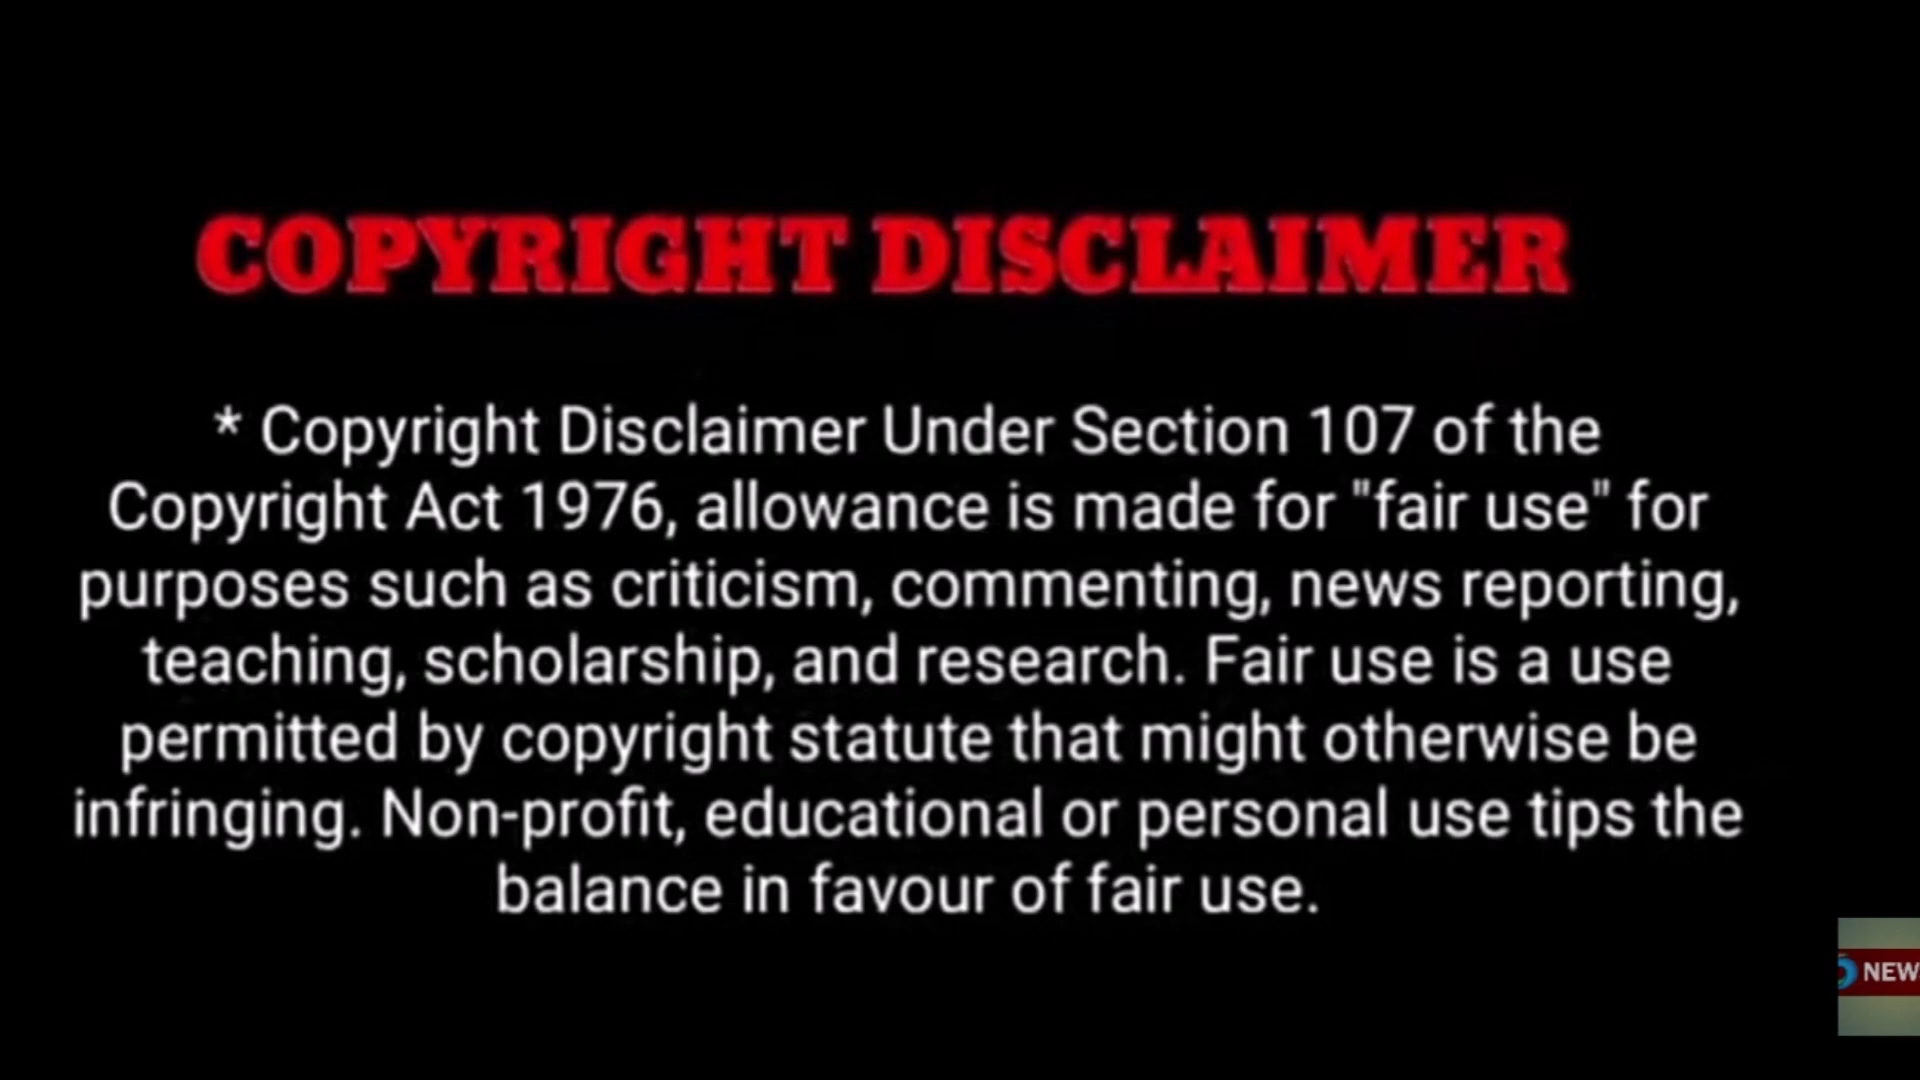 COPYRIGHT DISCLAIMER
* Copyright Disclaimer Under Section 107 of the
Copyright Act 1976, allowance is made for "fair use" for
purposes such as criticism, commenting, news reporting,
teaching, scholarship, and research. Fair use is a use
permitted by copyright statute that might otherwise be
infringing. Non-profit, educational or personal use tips the
balance in favour of fair use.
NEW